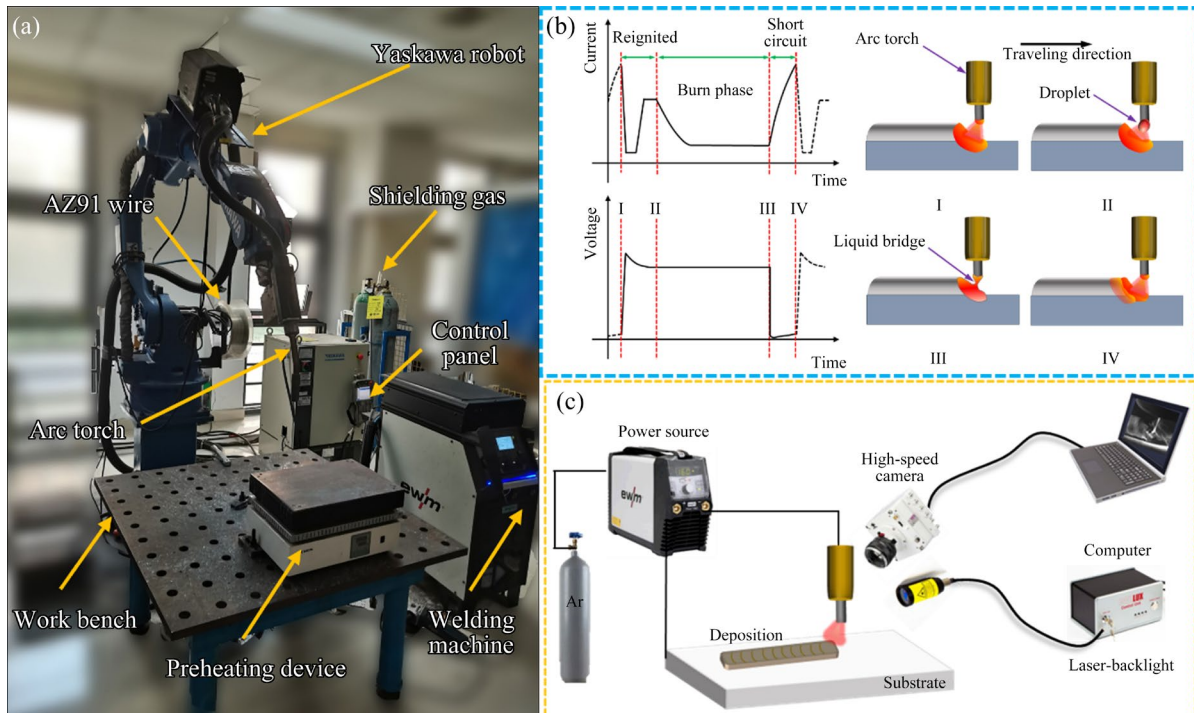 (a)
Yaskawa robot
AZ91 wire
Shielding gas
Control
panel
Arc torch
ewm
Work bench
Welding
machine
Preheating device
(b)
Reignited
Short
circuit
Current
Burn phase
Time
Voltage
I
II
III
IV
Time
Arc torch
Traveling direction
Droplet
I
II
Liquid bridge
III
IV
(c)
Power source
ewm
High-speed
camera
Computer
LUX
Ar
Deposition
Substrate
Laser-backlight